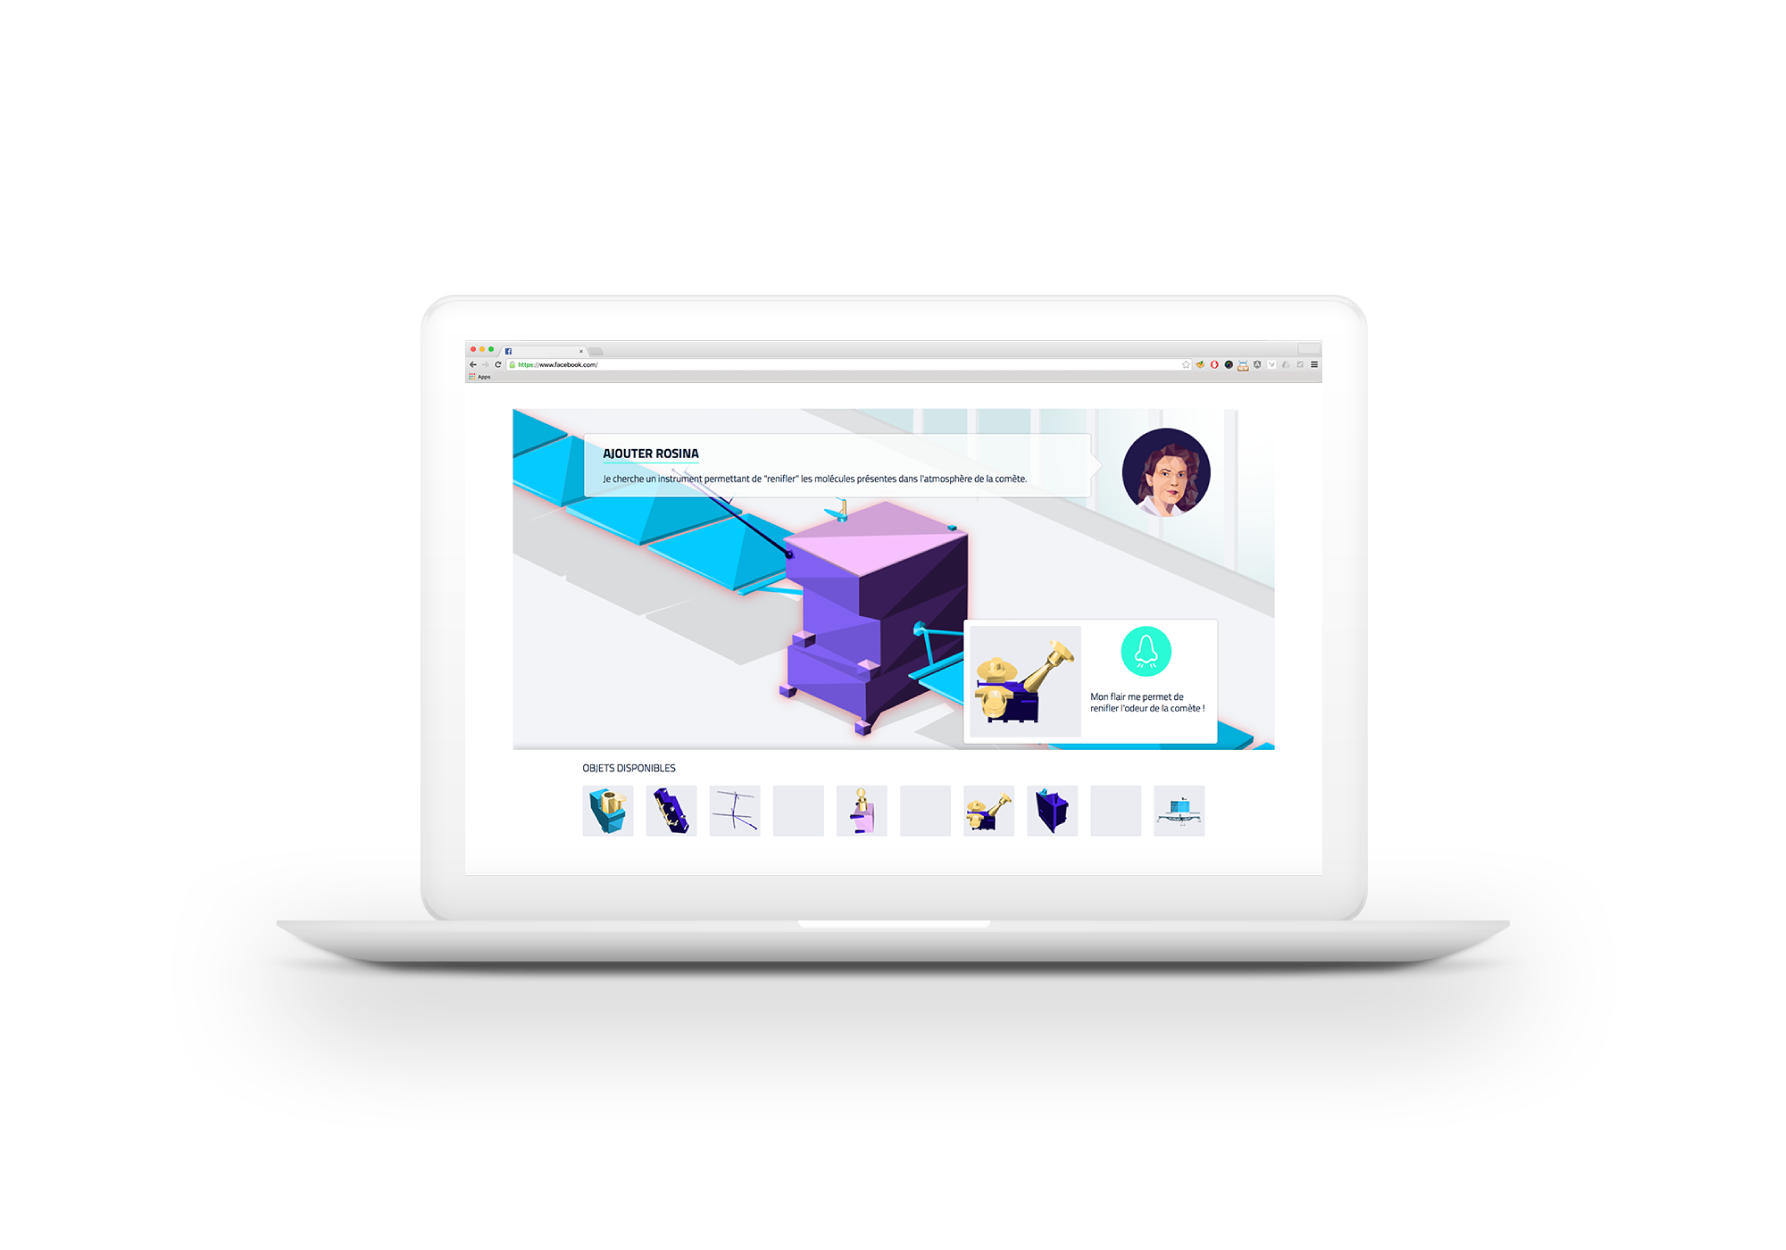 https://www.facebook.com/
Apps
AJOUTER ROSINA
Je cherche un instrument permettant de "renifler" les molécules présentes dans l'atmosphère de la comète.
Mon flair me permet de
renifler l'odeur de la comète !
OBJETS DISPONIBLES